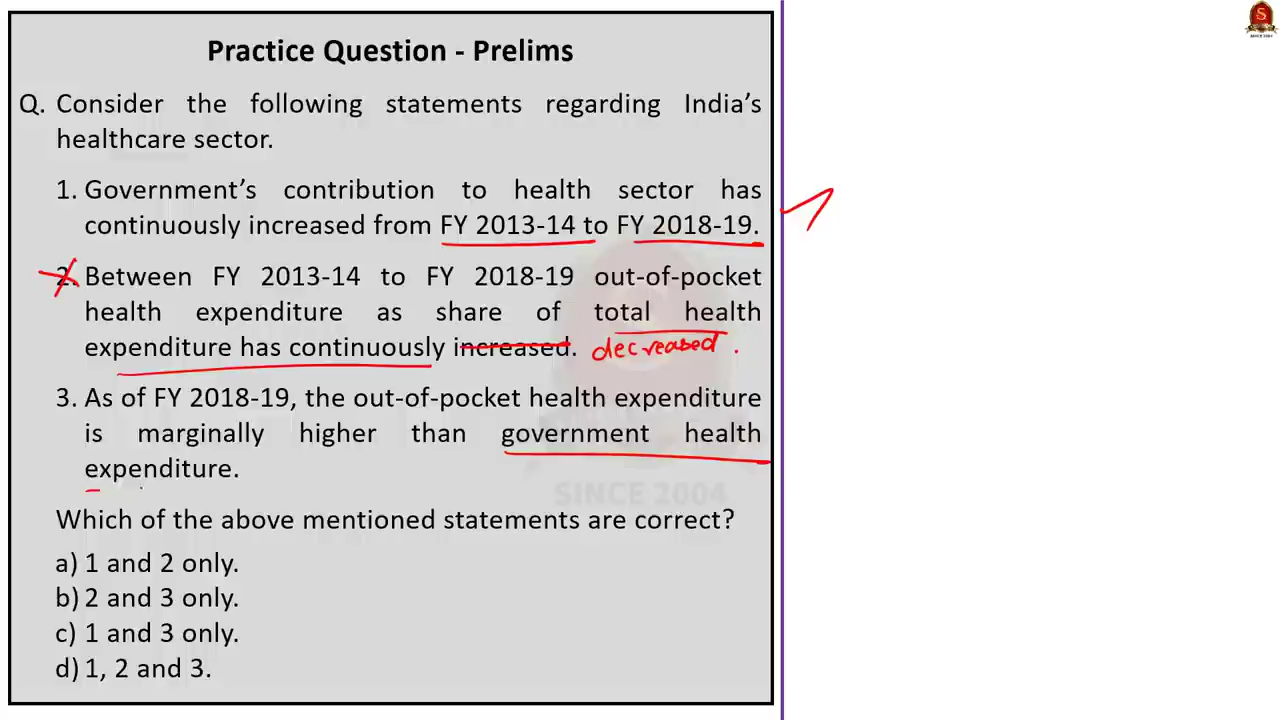 Practice Question - Prelims
Q. Consider the following statements regarding India's
healthcare sector.
1. Government's contribution to health sector has
continuously increased from FY 2013-14 to FY 2018-19.
2. Between FY 2013-14 to FY 2018-19 out-of-pocket
health expenditure as share of total health
expenditure has continuously increased. decreased.
3. As of FY 2018-19, the out-of-pocket health expenditure
is marginally higher than government health
expenditure.
SINCE 2004
Which of the above mentioned statements are correct?
a) 1 and 2 only.
b) 2 and 3 only.
c) 1 and 3 only.
d) 1, 2 and 3.
S
SINCE 2004